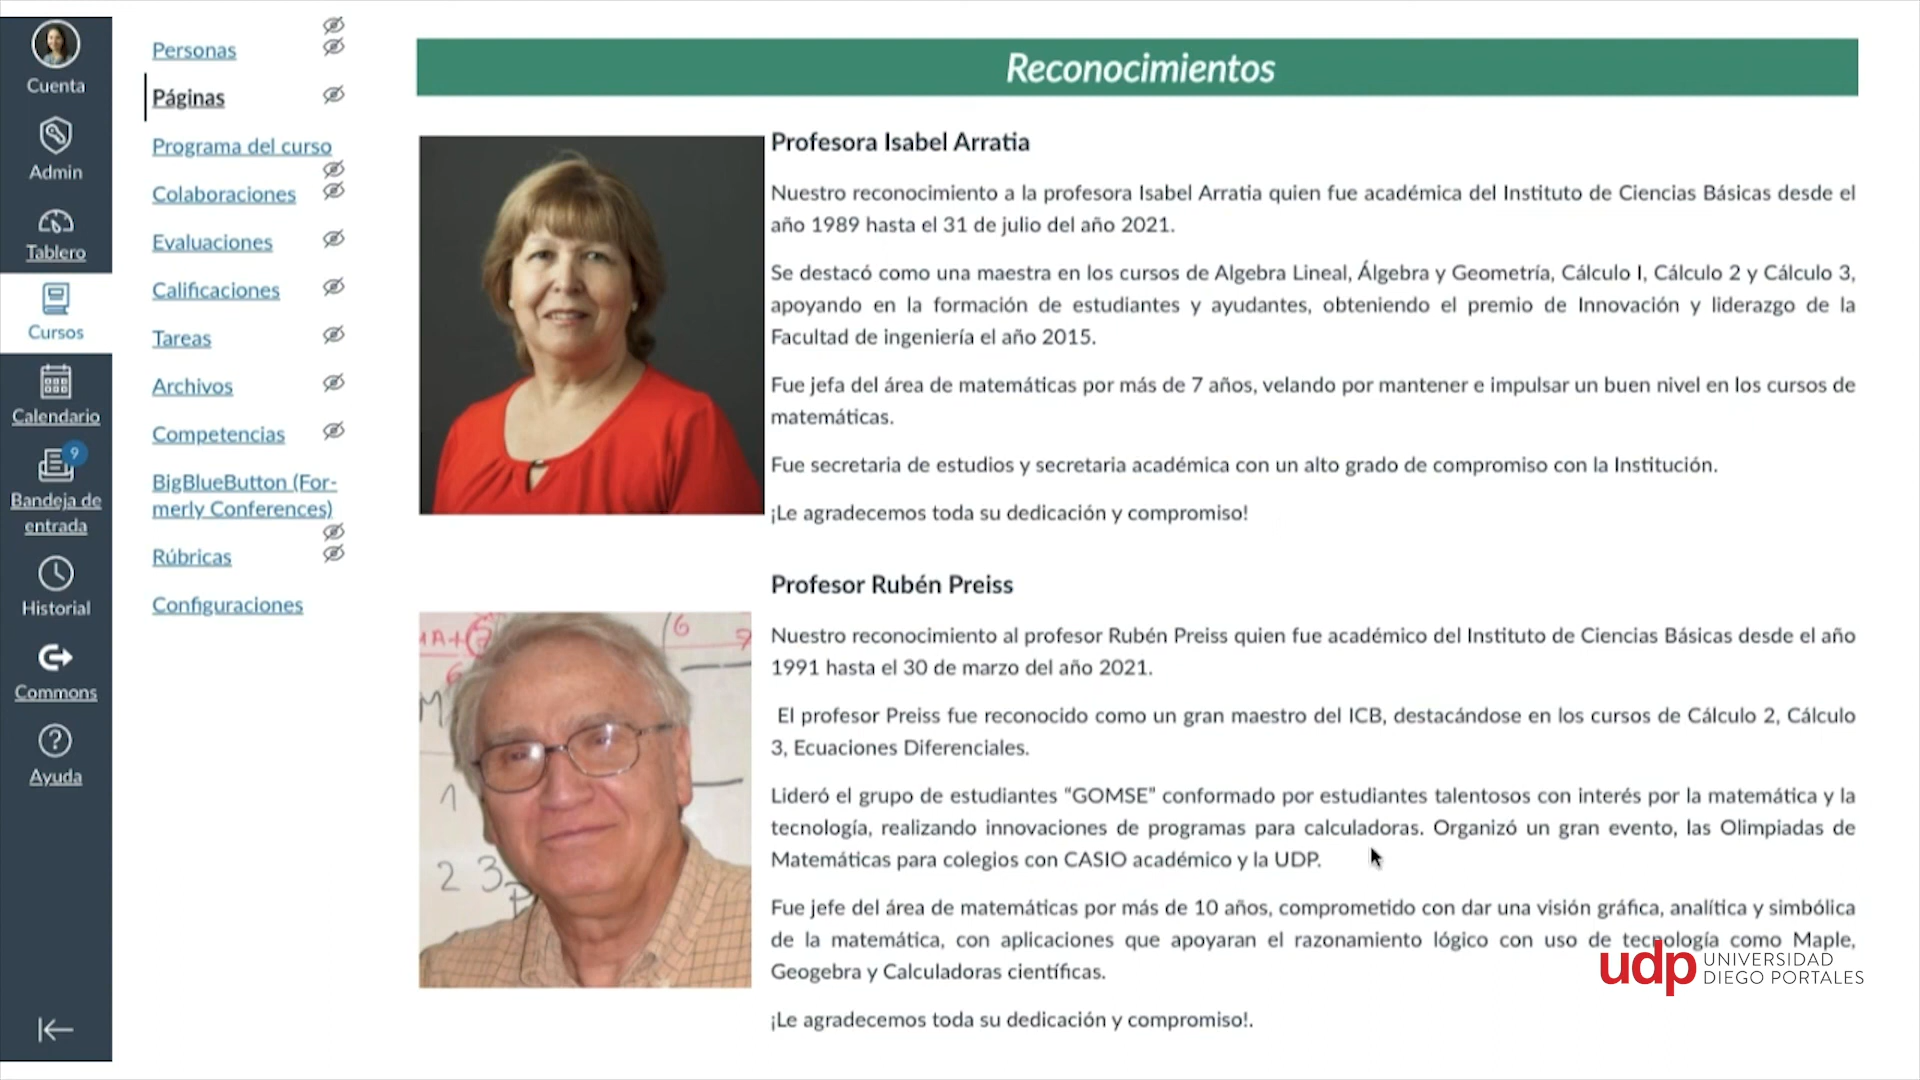 Cuenta
Admin
Tablero
Cursos
Calendario
9
Bandeja de
entrada
Historial
Commons
Ayuda
Personas
Páginas
Programa del curso
Colaboraciones
Evaluaciones
Calificaciones
Tareas
Archivos
Competencias
BigBlueButton (For-
merly Conferences)
Rúbricas
Configuraciones
Reconocimientos
Profesora Isabel Arratia
Nuestro reconocimiento a la profesora Isabel Arratia quien fue académica del Instituto de Ciencias Básicas desde el
año 1989 hasta el 31 de julio del año 2021.
Se destacó como una maestra en los cursos de Algebra Lineal, Álgebra y Geometría, Cálculo I, Cálculo 2 y Cálculo 3,
apoyando en la formación de estudiantes y ayudantes, obteniendo el premio de Innovación y liderazgo de la
Facultad de ingeniería el año 2015.
Fue jefa del área de matemáticas por más de 7 años, velando por mantener e impulsar un buen nivel en los cursos de
matemáticas.
Fue secretaria de estudios y secretaria académica con un alto grado de compromiso con la Institución.
¡Le agradecemos toda su dedicación y compromiso!
Profesor Rubén Preiss
Nuestro reconocimiento al profesor Rubén Preiss quien fue académico del Instituto de Ciencias Básicas desde el año
1991 hasta el 30 de marzo del año 2021.
El profesor Preiss fue reconocido como un gran maestro del ICB, destacándose en los cursos de Cálculo 2, Cálculo
3, Ecuaciones Diferenciales.
Lideró el grupo de estudiantes “GOMSE” conformado por estudiantes talentosos con interés por la matemática y la
tecnología, realizando innovaciones de programas para calculadoras. Organizó un gran evento, las Olimpiadas de
Matemáticas para colegios con CASIO académico y la UDP.
Fue jefe del área de matemáticas por más de 10 años, comprometido con dar una visión gráfica, analítica y simbólica
de la matemática, con aplicaciones que apoyaran el razonamiento lógico con uso de tecnología como Maple,
Geogebra y Calculadoras científicas.
¡Le agradecemos toda su dedicación y compromiso!.
udp UNIVERSIDAD
DIEGO PORTALES